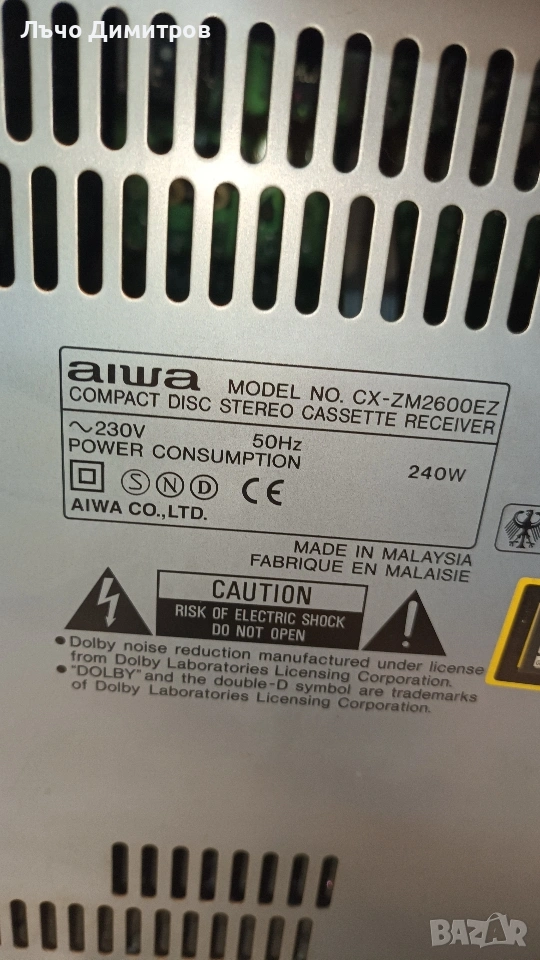 Лъчо Димитров
aiwa MODEL NO. CX-ZM2600EZ
COMPACT DISC STEREO CASSETTE RECEIVER
~230V 50Hz
POWER CONSUMPTION 240W
S N D CE
AIWA CO.,LTD.
MADE IN MALAYSIA
FABRIQUE EN MALAISIE
CAUTION
RISK OF ELECTRIC SHOCK
DO NOT OPEN
• Dolby noise reduction manufactured under license
from Dolby Laboratories Licensing Corporation.
• "DOLBY" and the double-D symbol are trademarks
of Dolby Laboratories Licensing Corporation.
BAZAR